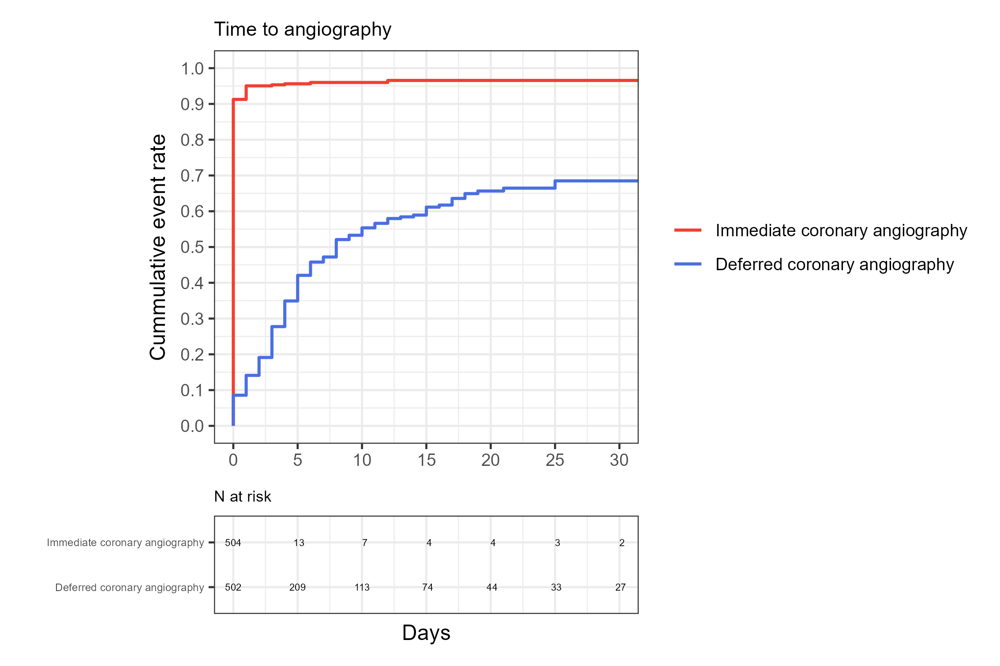 Time to angiography
Cummulative event rate
1.0
0.9
0.8
0.7
0.6
0.5
0.4
0.3
0.2
0.1
0.0
0 5 10 15 20 25 30
Immediate coronary angiography
Deferred coronary angiography
N at risk
Immediate coronary angiography 504 13 7 4 4 3 2
Deferred coronary angiography 502 209 113 74 44 33 27
Days